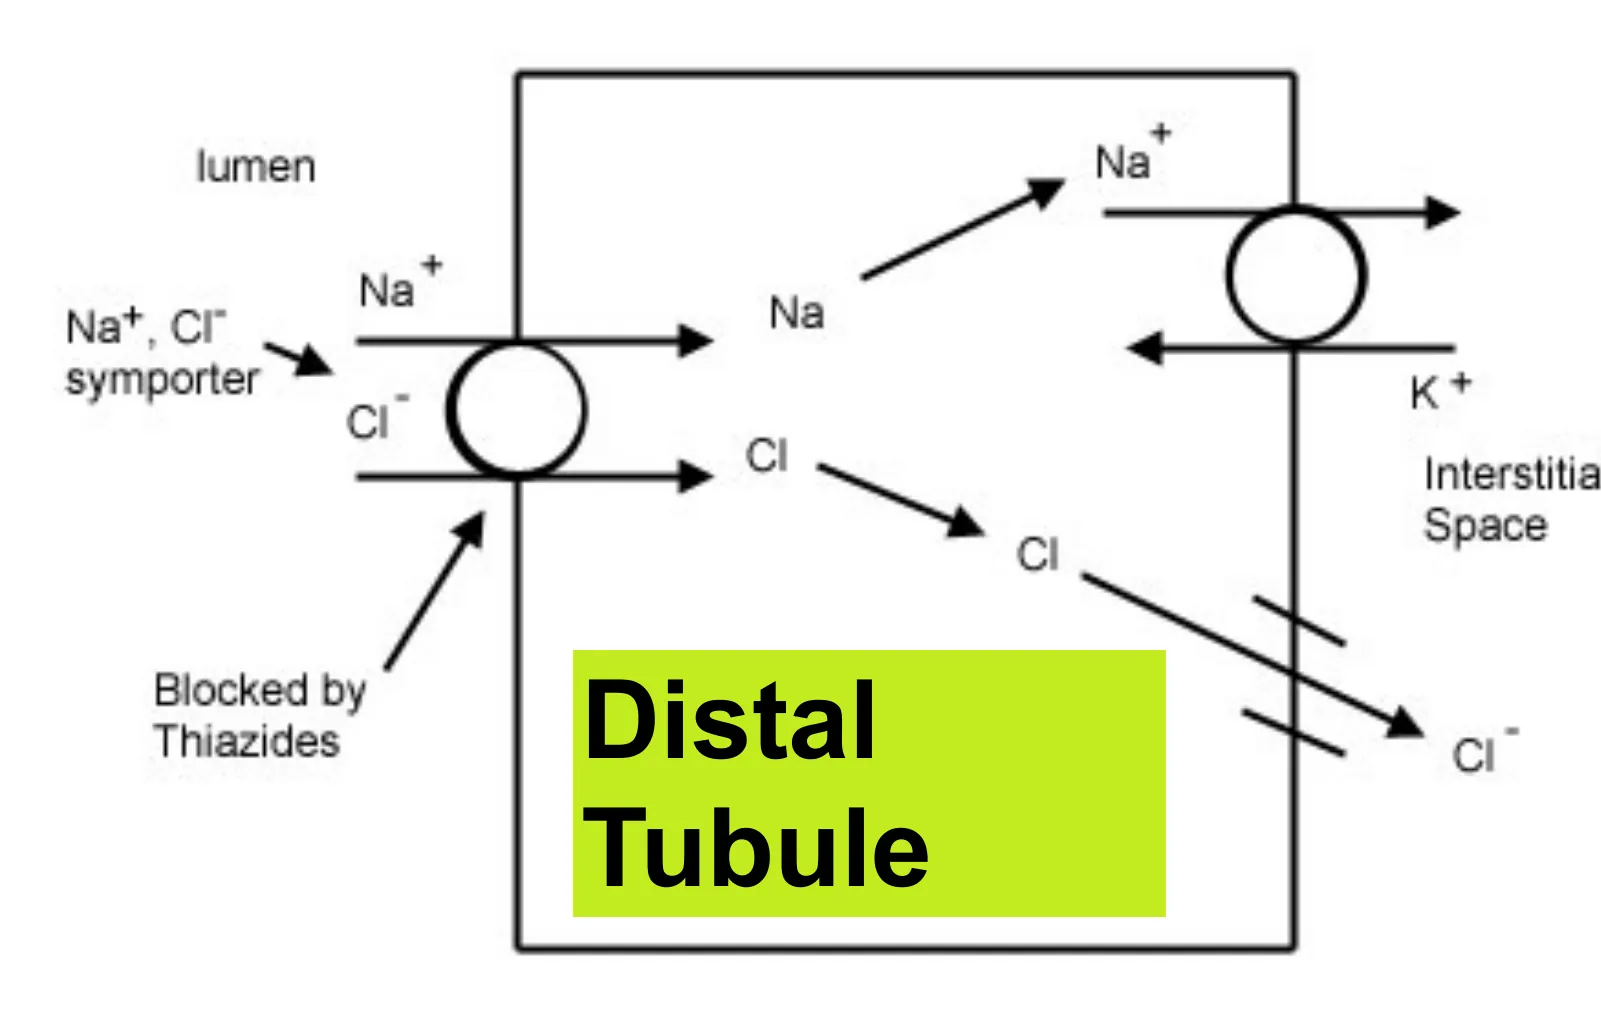 lumen
Na+
Na+
Na+, Cl-
symporter
Na
Cl-
K+
Cl
Interstitia
Space
Cl
Blocked by
Thiazides
Distal
Tubule
Cl-